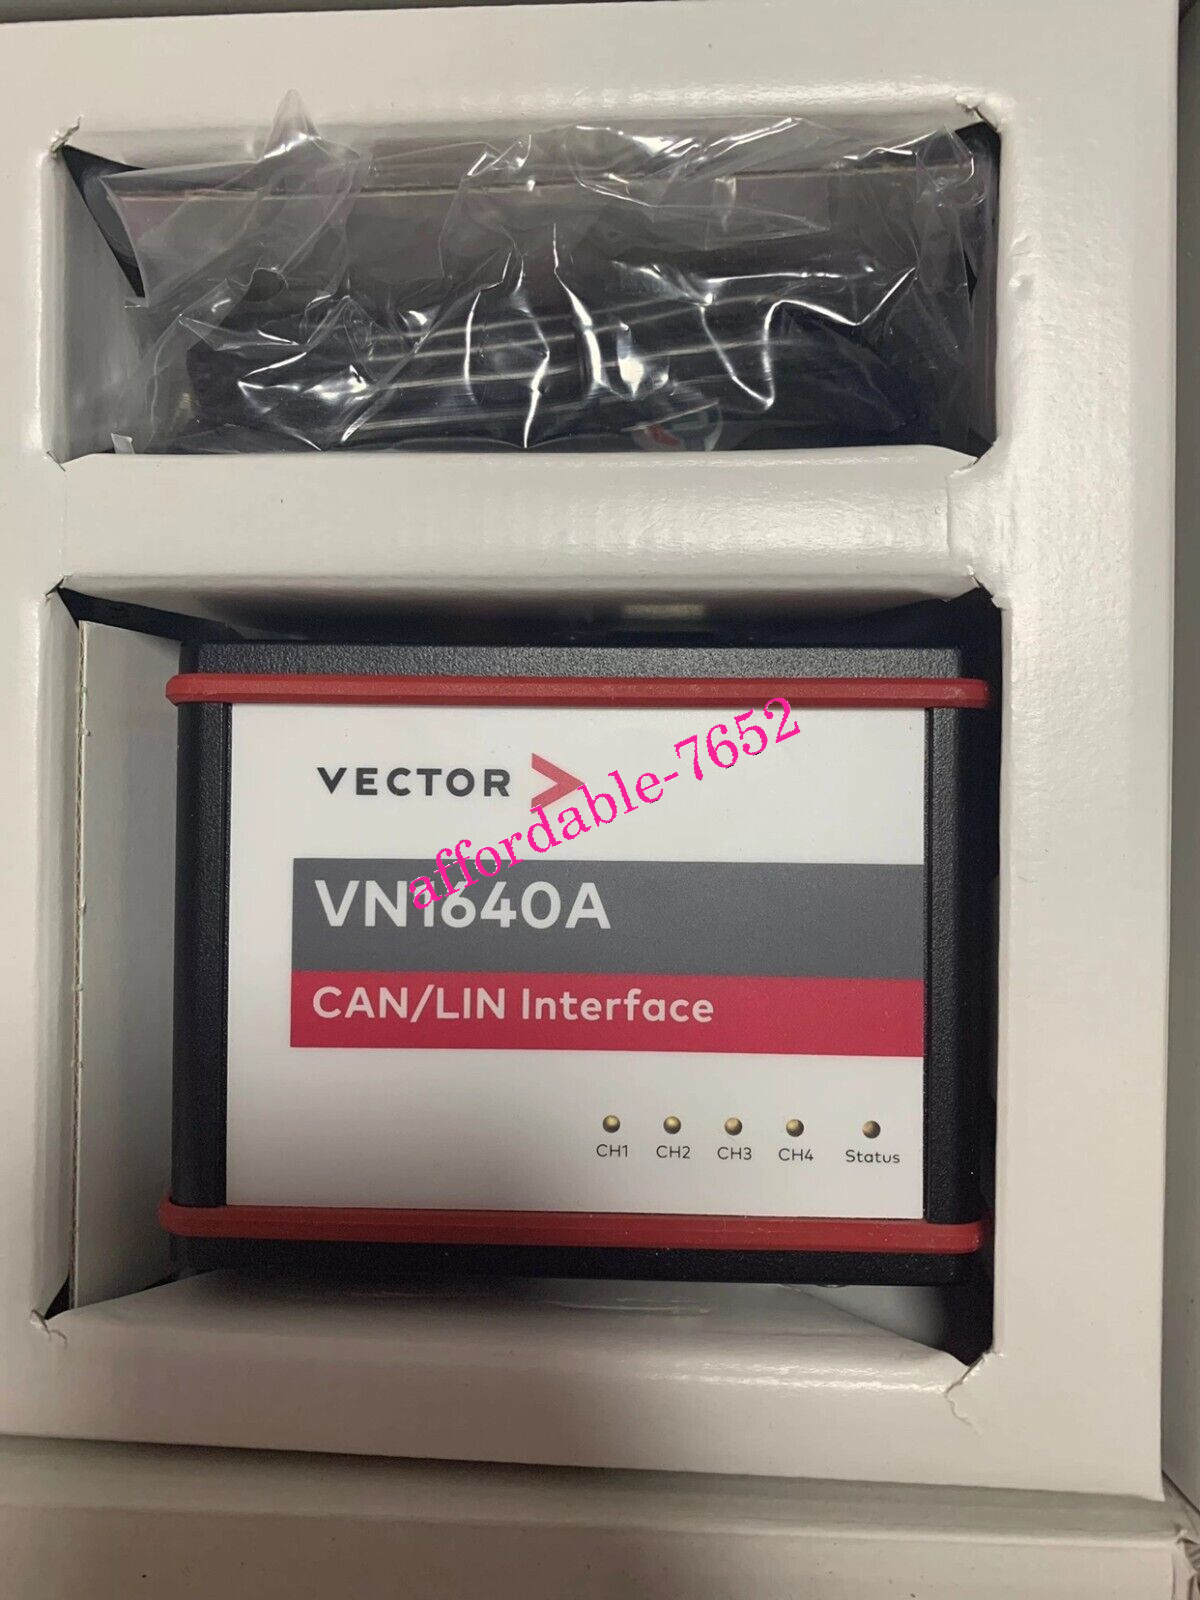 VECTOR
affordable-7652
VN1640A
CAN/LIN Interface
CH1 CH2 CH3 CH4 Status